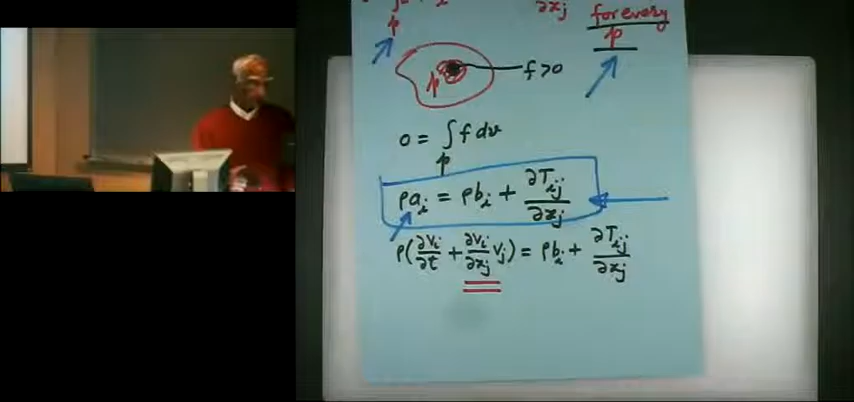 ∂xj
for every
p
p
p
f>0
0 = ∫ f dv
p
ρai = ρbi + ∂Tij/∂xj
ρ(∂vi/∂t + ∂vi/∂xj vj) = ρbi + ∂Tij/∂xj